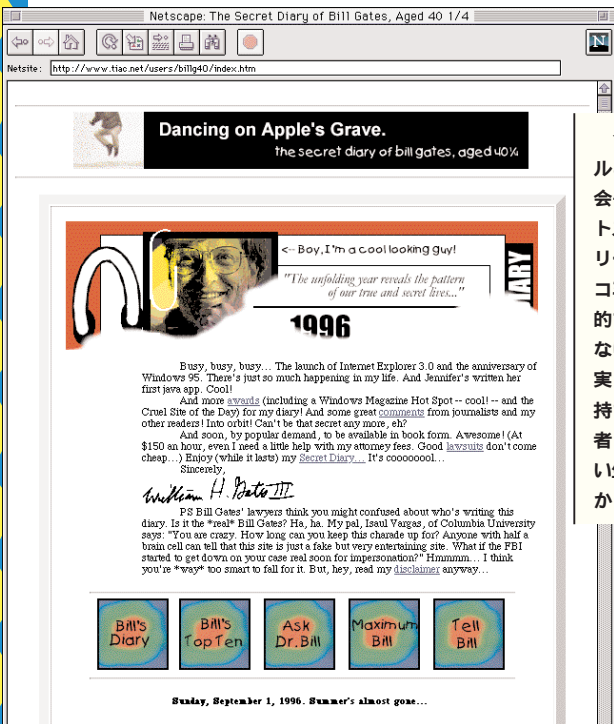 Netscape: The Secret Diary of Bill Gates, Aged 40 1/4
Netsite: http://www.tiac.net/users/billg40/index.htm
Dancing on Apple's Grave.
the secret diary of bill gates, aged 40¼
<-- Boy, I'm a cool looking guy!
"The unfolding year reveals the pattern
of our true and secret lives..."
DIARY
1996
Busy, busy, busy... The launch of Internet Explorer 3.0 and the anniversary of
Windows 95. There's just so much happening in my life. And Jennifer's written her
first java app. Cool!
And more awards (including a Windows Magazine Hot Spot -- cool! -- and the
Cruel Site of the Day) for my diary! And some great comments from journalists and my
other readers! Into orbit! Can't be that secret any more, eh?
And soon, by popular demand, to be available in book form. Awesome! (At
$150 an hour, even I need a little help with my attorney fees. Good lawsuits don't come
cheap...) Enjoy (while it lasts) my Secret Diary... It's cooooool...
Sincerely,
William H. Gates III
PS Bill Gates' lawyers think you might confused about who's writing this
diary. Is it the *real* Bill Gates? Ha, ha. My pal, Isaul Vargas, of Columbia University
says: "You are crazy. How long can you keep this charade up for? Anyone with half a
brain cell can tell that this site is just a fake but very entertaining site. What if the FBI
started to get down on your case real soon for impersonation?" Hmmmm... I think
you're *way* too smart to fall for it. But, hey, read my disclaimer anyway...
Bill's
Diary
Bill's
Top Ten
Ask
Dr. Bill
Maximum
Bill
Tell
Bill
Sunday, September 1, 1996. Summer's almost gone...
N
ル
会
ト
リ
コ
的
な
実
持
者
い
か